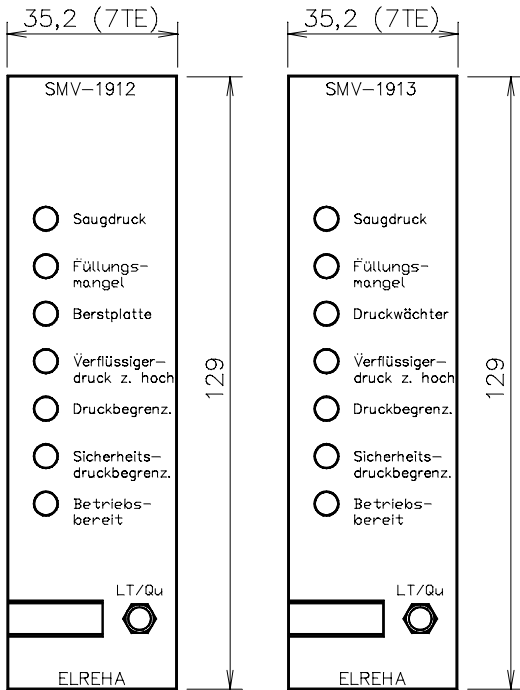 35,2 (7TE)
SMV-1912
Saugdruck
Füllungs-
mangel
Berstplatte
Verflüssiger-
druck z. hoch
Druckbegrenz.
Sicherheits-
druckbegrenz.
Betriebs-
bereit
LT/Qu
ELREHA
129
35,2 (7TE)
SMV-1913
Saugdruck
Füllungs-
mangel
Druckwächter
Verflüssiger-
druck z. hoch
Druckbegrenz.
Sicherheits-
druckbegrenz.
Betriebs-
bereit
LT/Qu
ELREHA
129